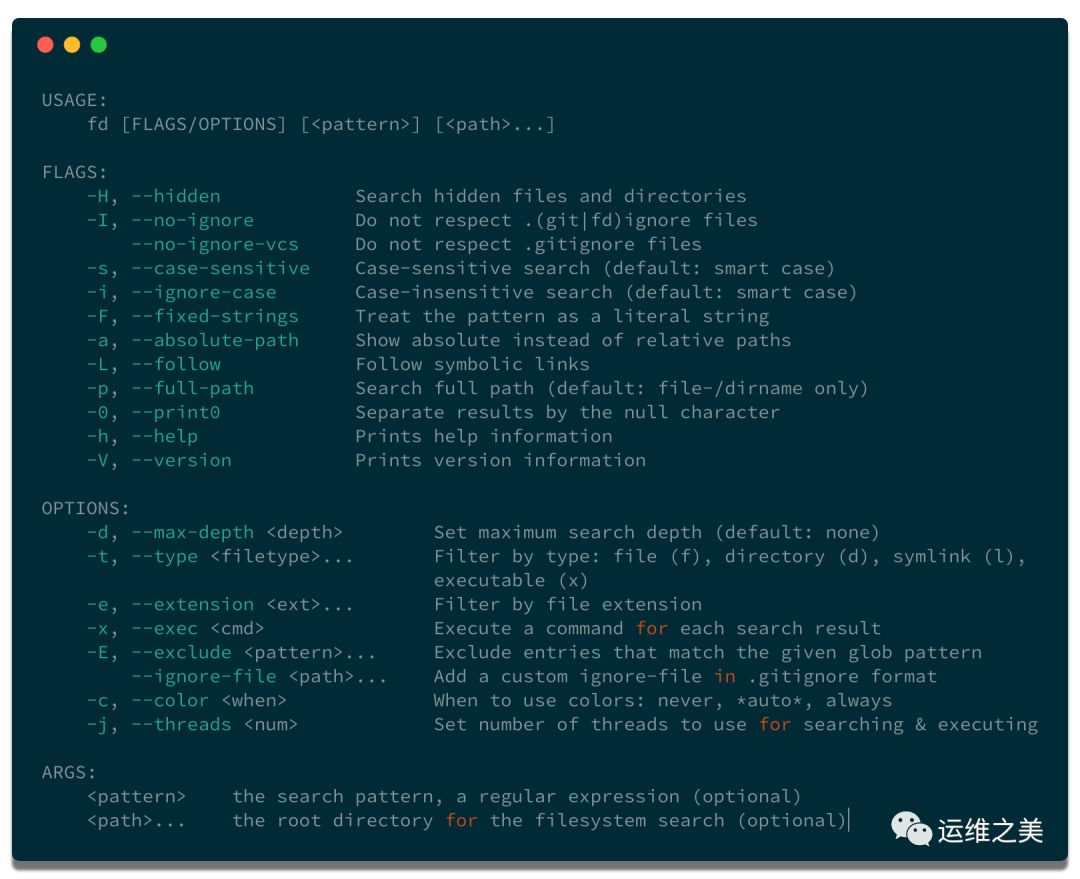 USAGE:
    fd [FLAGS/OPTIONS] [<pattern>] [<path>...]

FLAGS:
    -H, --hidden            Search hidden files and directories
    -I, --no-ignore         Do not respect .(git|fd)ignore files
        --no-ignore-vcs     Do not respect .gitignore files
    -s, --case-sensitive    Case-sensitive search (default: smart case)
    -i, --ignore-case       Case-insensitive search (default: smart case)
    -F, --fixed-strings     Treat the pattern as a literal string
    -a, --absolute-path     Show absolute instead of relative paths
    -L, --follow            Follow symbolic links
    -p, --full-path         Search full path (default: file-/dirname only)
    -0, --print0            Separate results by the null character
    -h, --help              Prints help information
    -V, --version           Prints version information

OPTIONS:
    -d, --max-depth <depth>        Set maximum search depth (default: none)
    -t, --type <filetype>...       Filter by type: file (f), directory (d), symlink (l),
                                   executable (x)
    -e, --extension <ext>...       Filter by file extension
    -x, --exec <cmd>               Execute a command for each search result
    -E, --exclude <pattern>...     Exclude entries that match the given glob pattern
        --ignore-file <path>...    Add a custom ignore-file in .gitignore format
    -c, --color <when>             When to use colors: never, *auto*, always
    -j, --threads <num>            Set number of threads to use for searching & executing

ARGS:
    <pattern>    the search pattern, a regular expression (optional)
    <path>...    the root directory for the filesystem search (optional)
运维之美